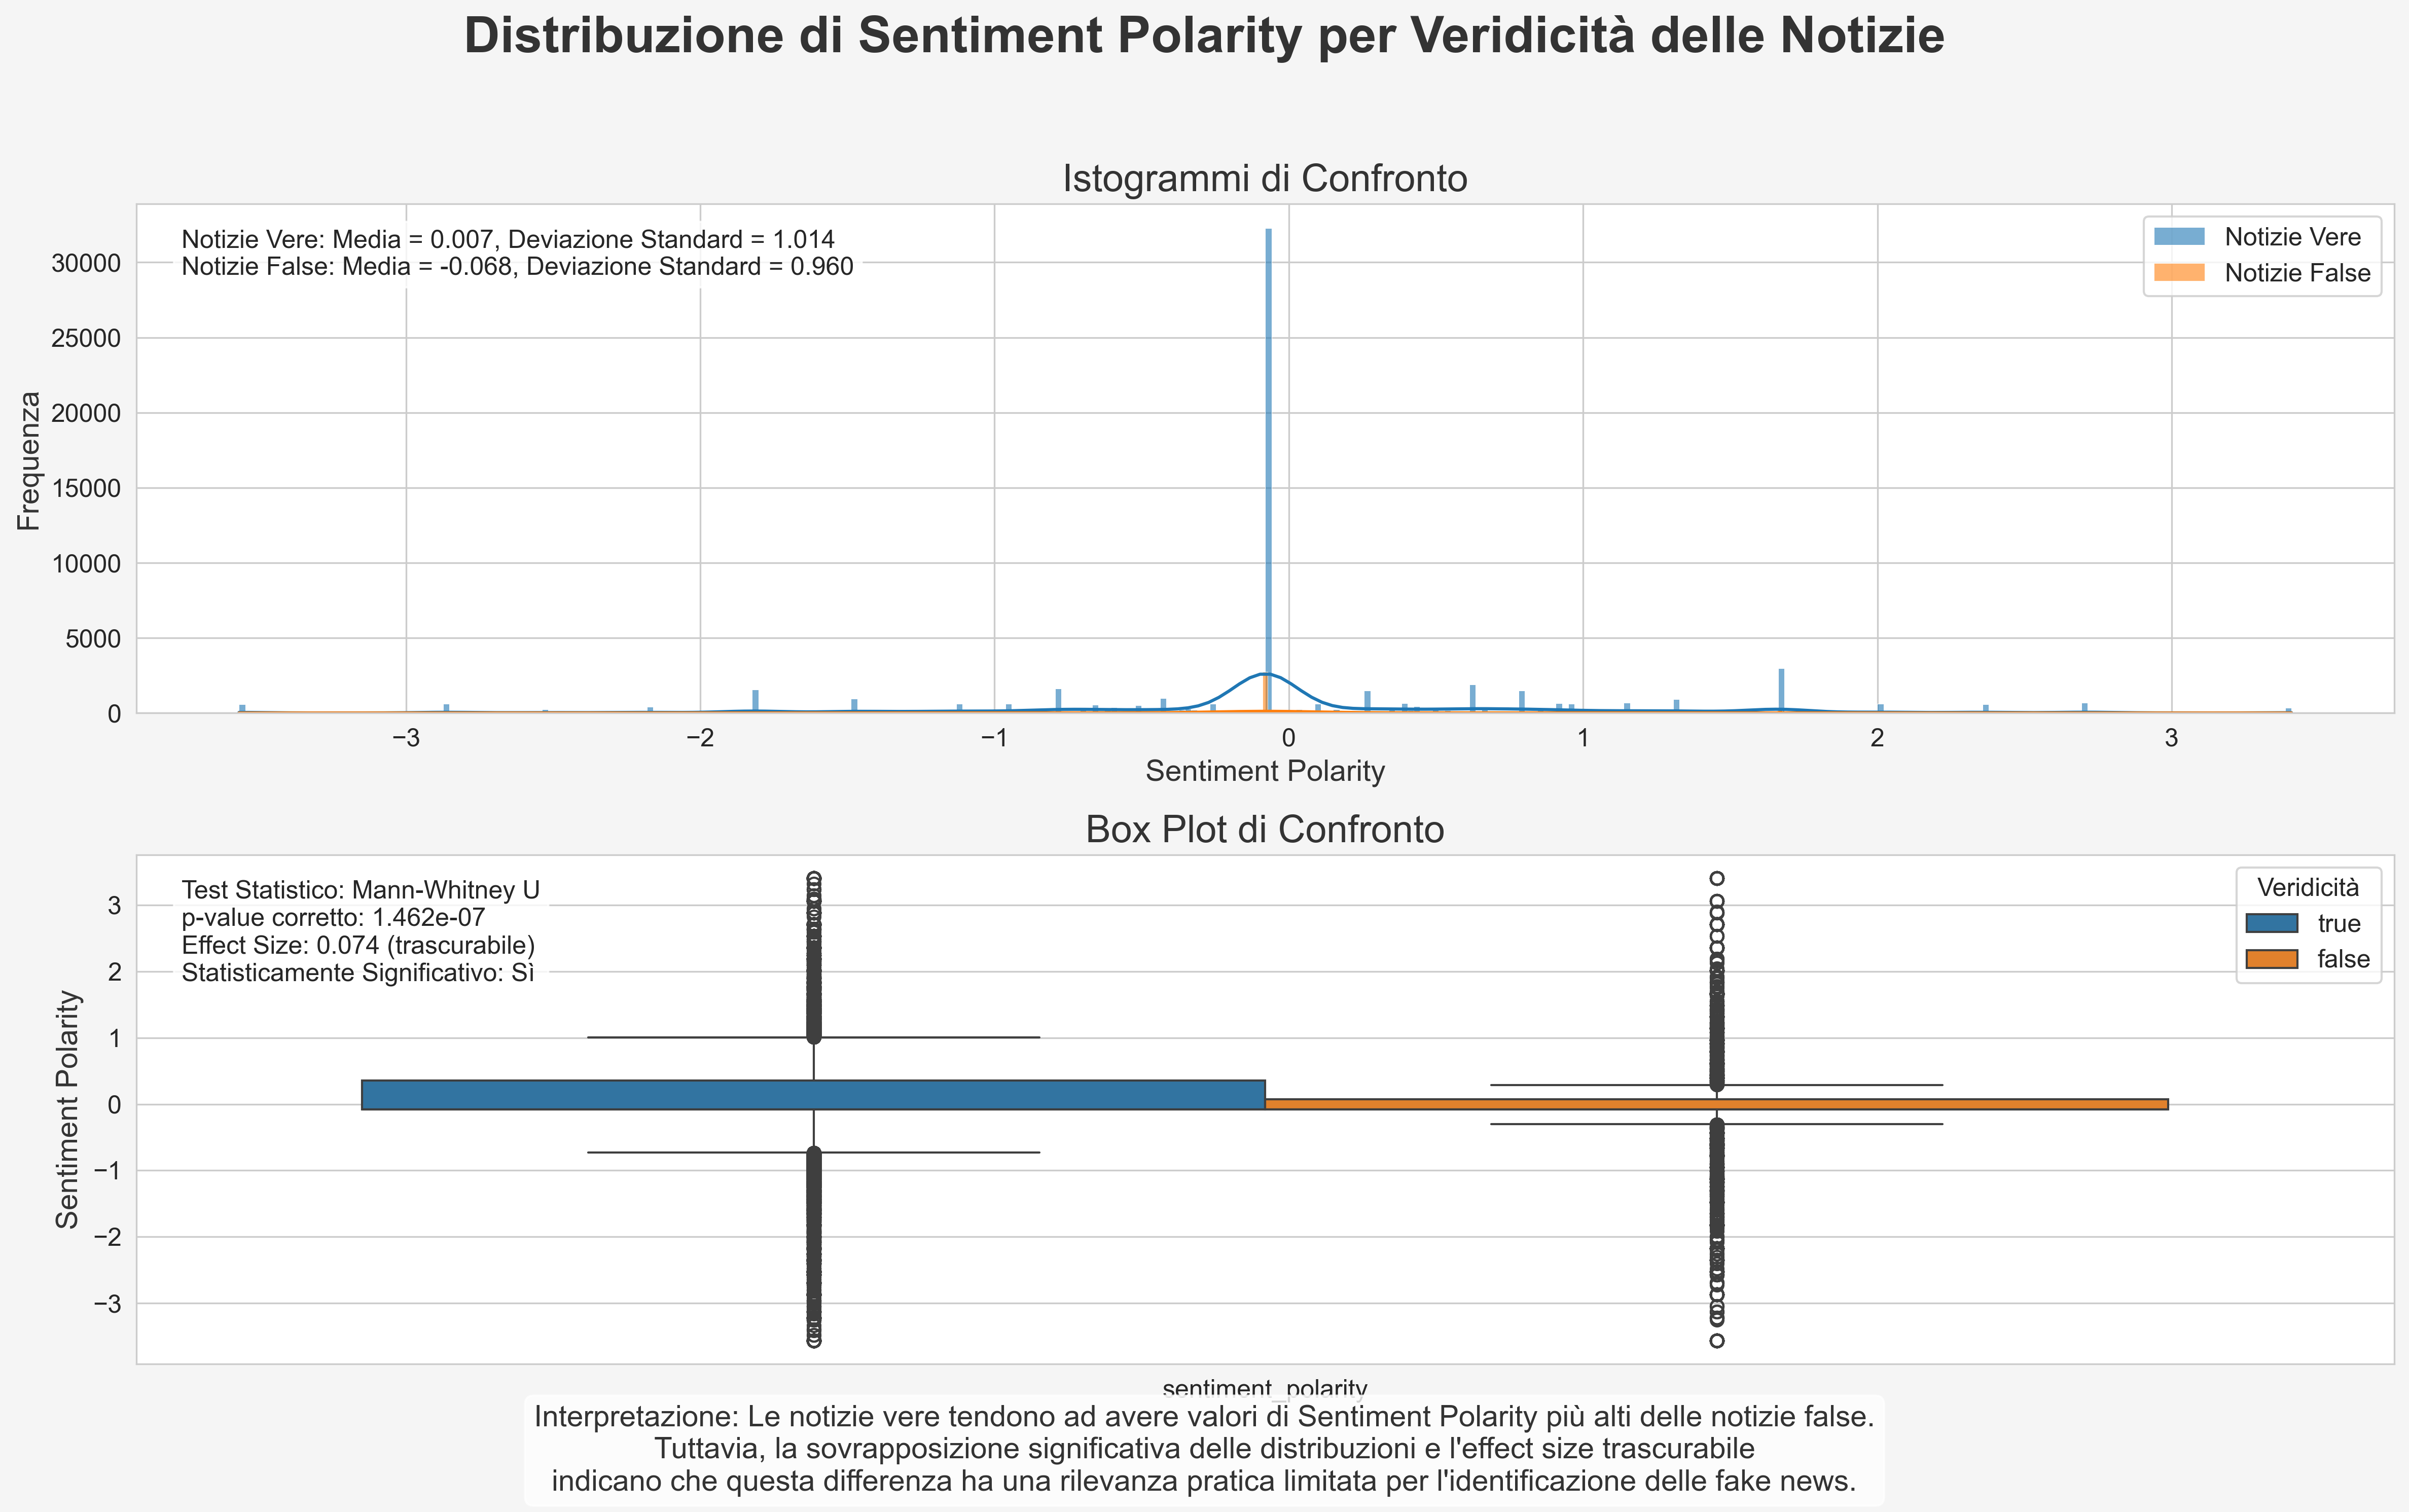 Distribuzione di Sentiment Polarity per Veridicità delle Notizie
Istogrammi di Confronto
Notizie Vere: Media = 0.007, Deviazione Standard = 1.014
Notizie False: Media = -0.068, Deviazione Standard = 0.960
Notizie Vere
Notizie False
Frequenza
30000
25000
20000
15000
10000
5000
0
−3 −2 −1 0 1 2 3
Sentiment Polarity
Box Plot di Confronto
Test Statistico: Mann-Whitney U
p-value corretto: 1.462e-07
Effect Size: 0.074 (trascurabile)
Statisticamente Significativo: Sì
Veridicità
true
false
Sentiment Polarity
3
2
1
0
−1
−2
−3
sentiment_polarity
Interpretazione: Le notizie vere tendono ad avere valori di Sentiment Polarity più alti delle notizie false.
Tuttavia, la sovrapposizione significativa delle distribuzioni e l'effect size trascurabile
indicano che questa differenza ha una rilevanza pratica limitata per l'identificazione delle fake news.